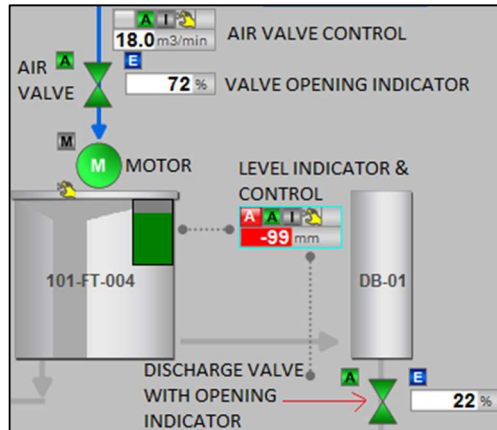 A I
18.0 m3/min
AIR VALVE CONTROL
AIR
VALVE
A
E
72 %
VALVE OPENING INDICATOR
M
M
MOTOR
LEVEL INDICATOR &
CONTROL
A A I
-99 mm
101-FT-004
DB-01
DISCHARGE VALVE
WITH OPENING
INDICATOR
A
E
22 %